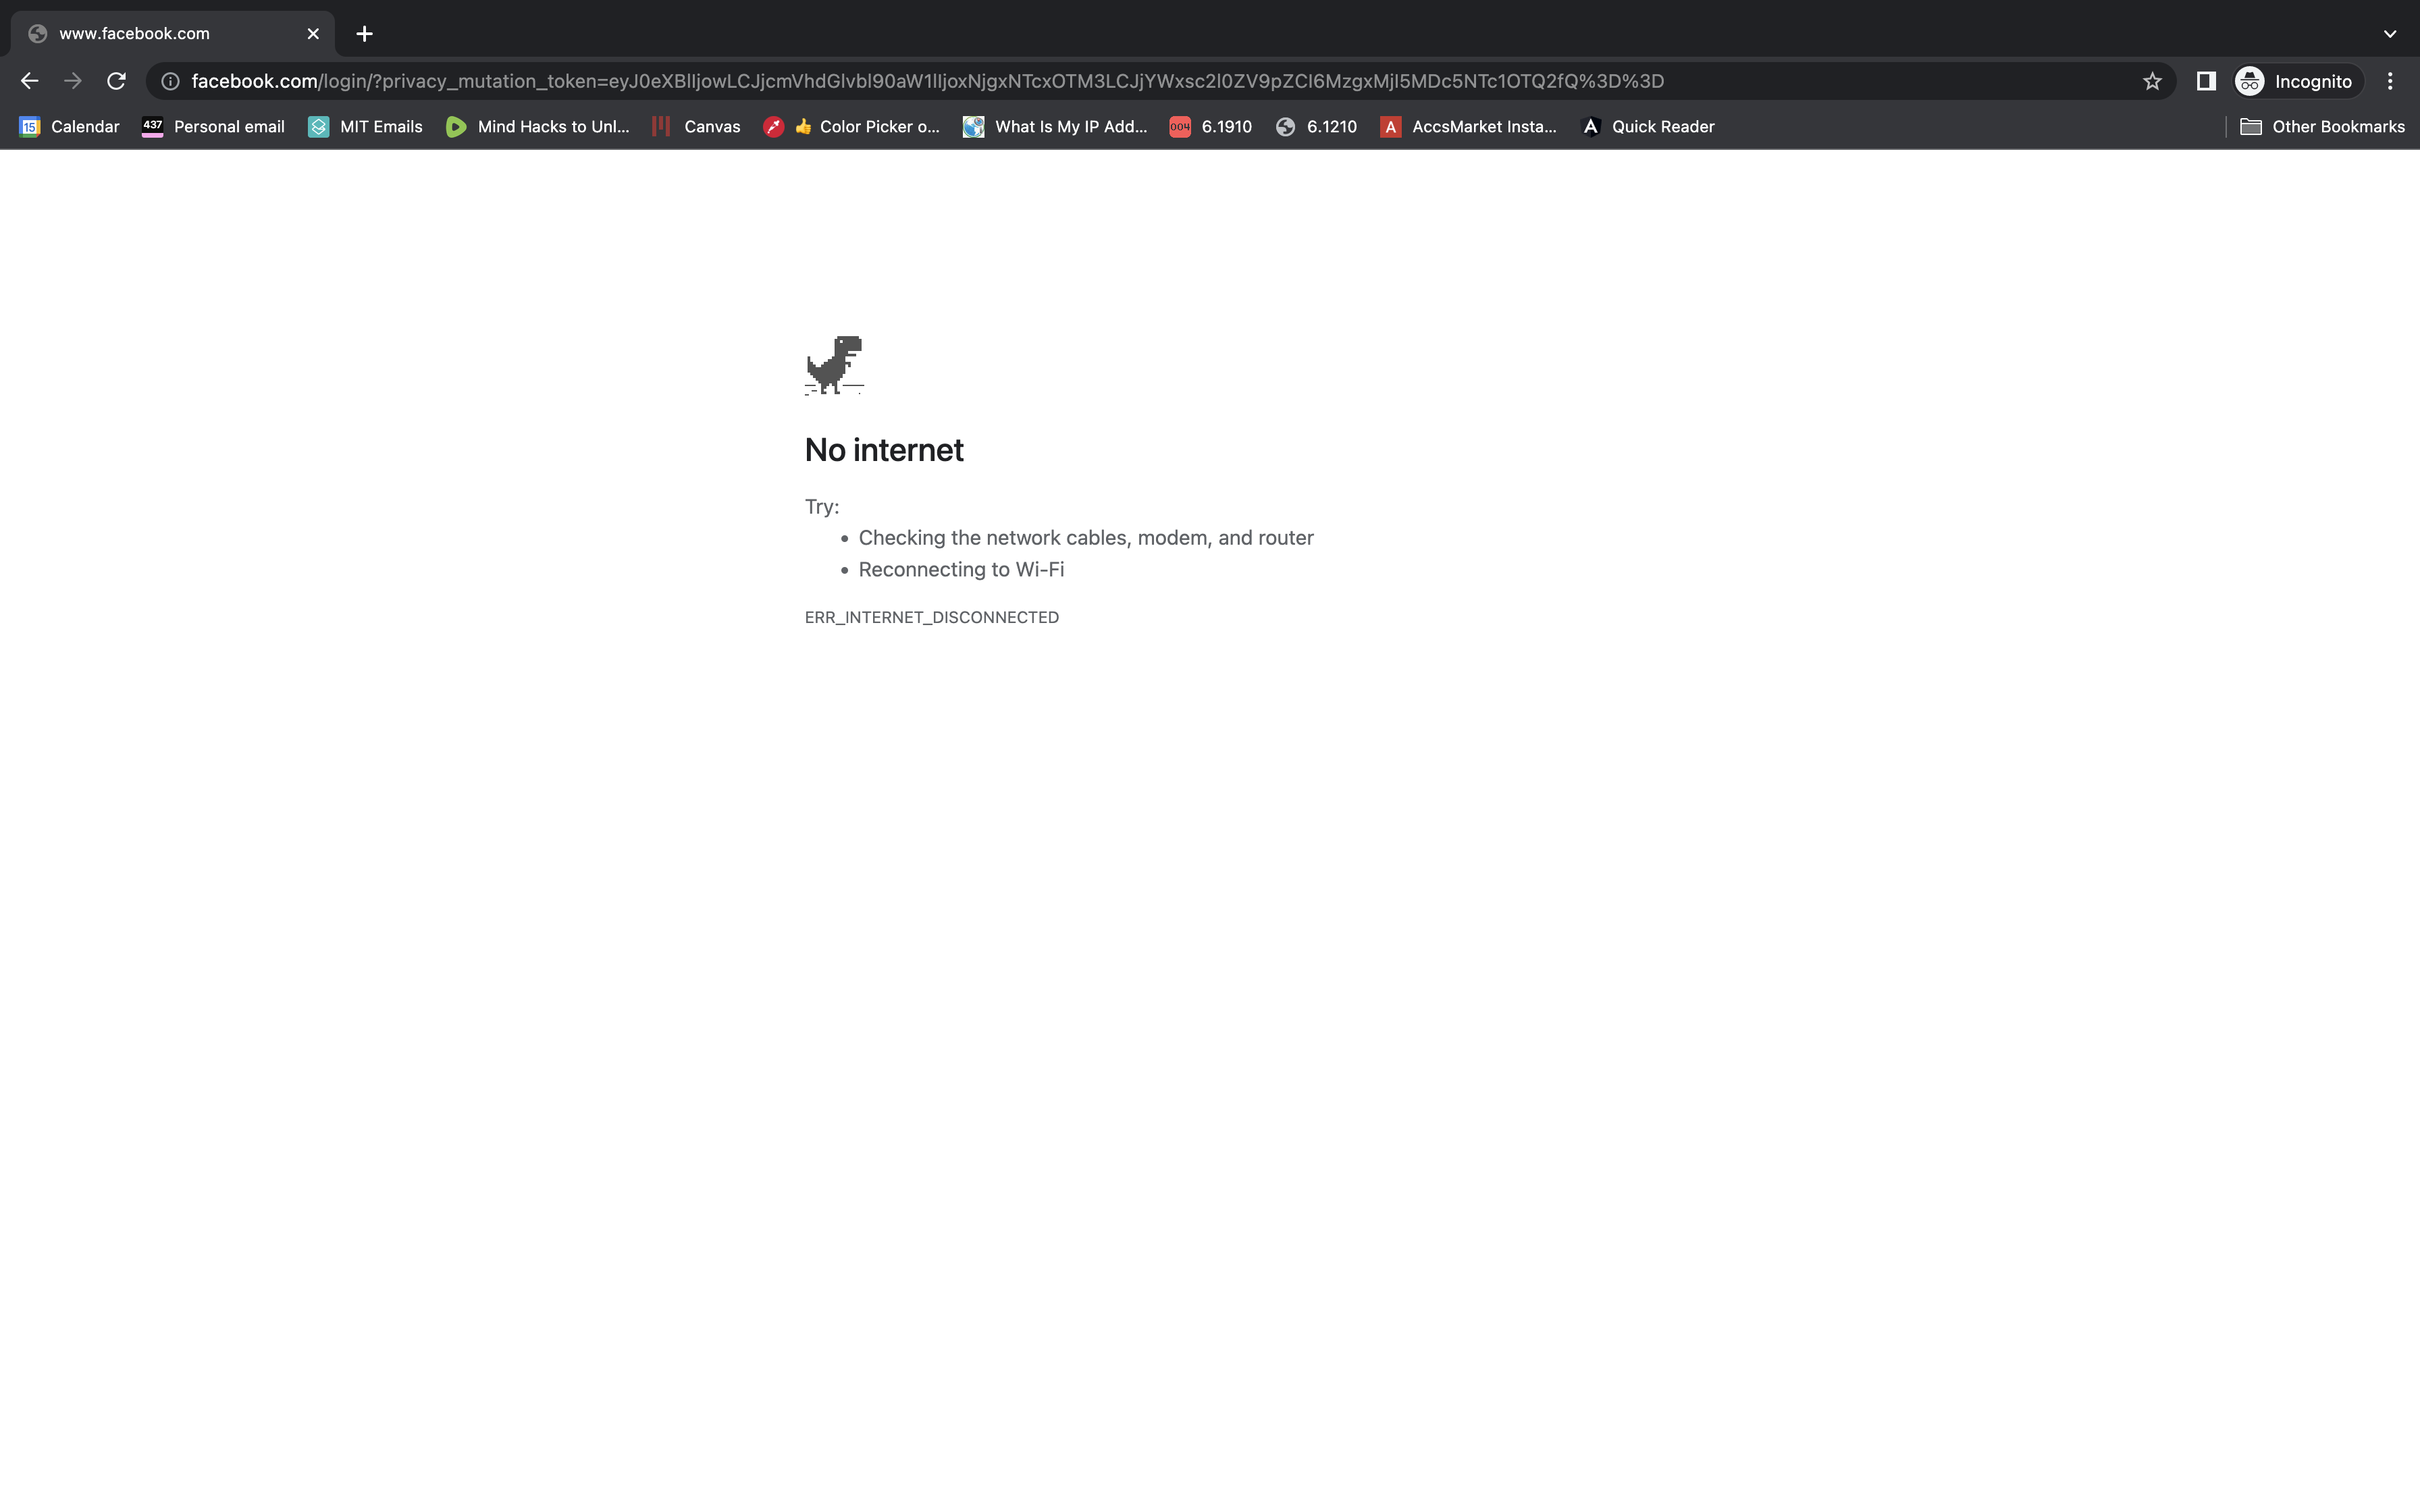 www.facebook.com
facebook.com/login/?privacy_mutation_token=eyJ0eXBlIjowLCJjcmVhdGlvbl90aW1lIjoxNjgxNTcxOTM3LCJjYWxsc2l0ZV9pZCI6MzgxMjI5MDc5NTc1OTQ2fQ%3D%3D
Incognito
15 Calendar 437 Personal email MIT Emails Mind Hacks to Unl... Canvas 👍 Color Picker o... What Is My IP Add... 004 6.1910 6.1210 A AccsMarket Insta... A Quick Reader Other Bookmarks
No internet
Try:
• Checking the network cables, modem, and router
• Reconnecting to Wi-Fi
ERR_INTERNET_DISCONNECTED